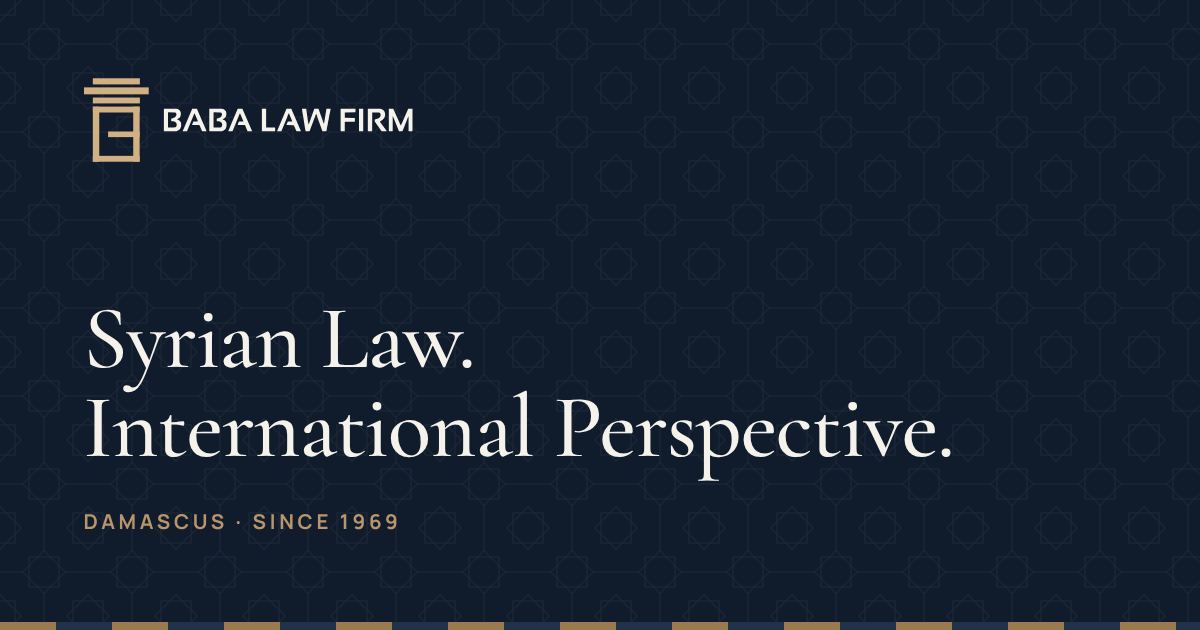 BABA LAW FIRM
Syrian Law.
International Perspective.
DAMASCUS · SINCE 1969